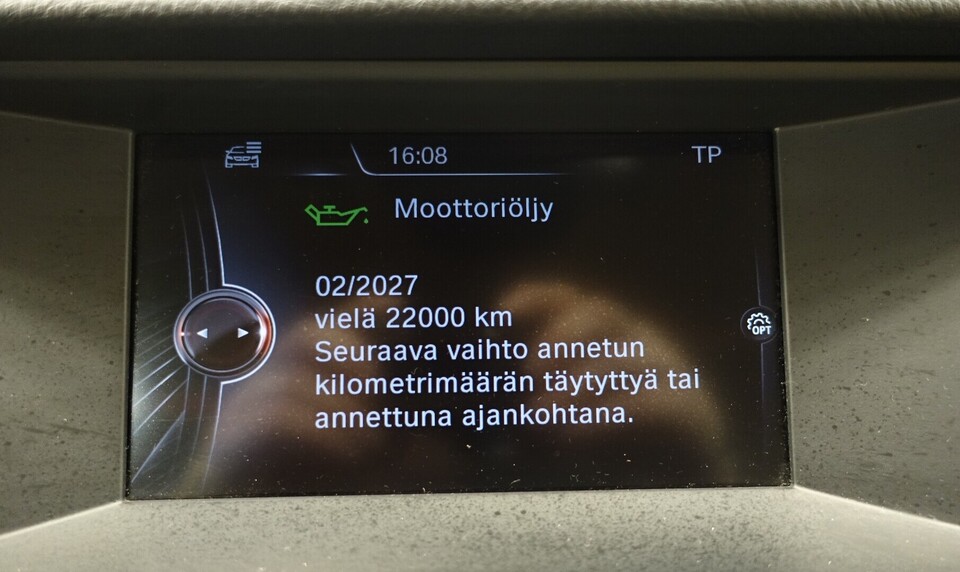 16:08
TP
Moottoriöljy
02/2027
vielä 22000 km
Seuraava vaihto annetun
kilometrimäärän täytyttyä tai
annettuna ajankohtana.
OPT